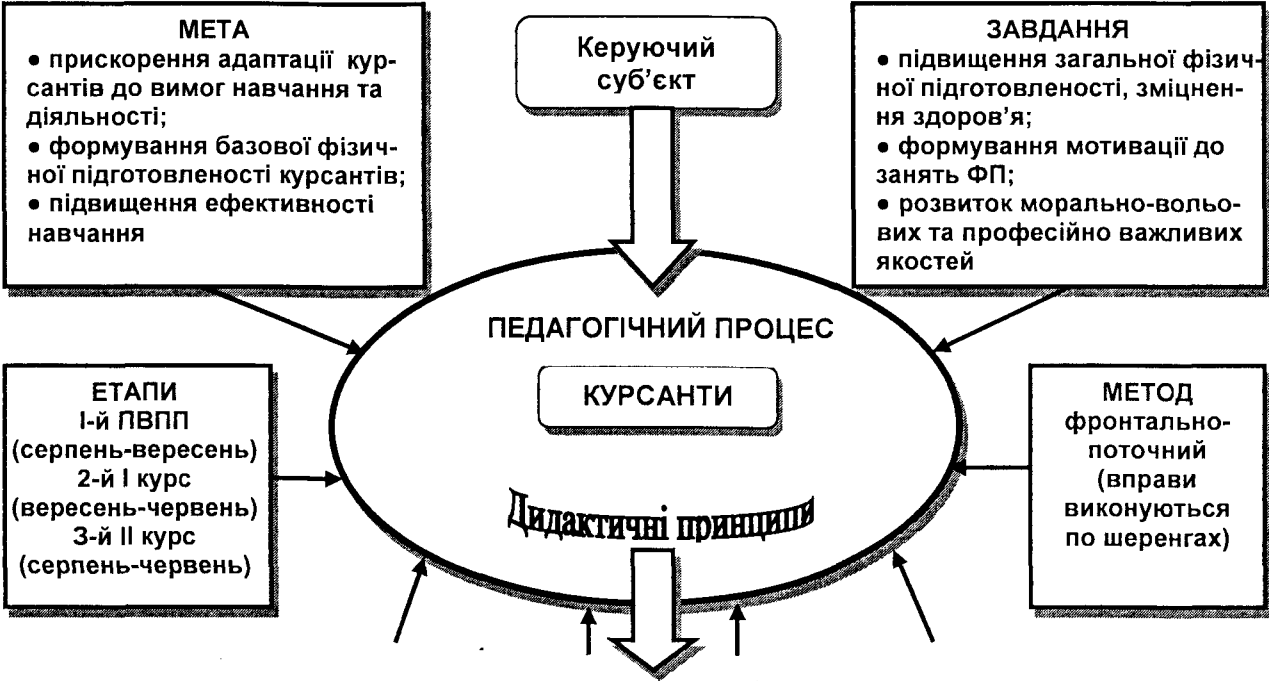 МЕТА
● прискорення адаптації кур-
сантів до вимог навчання та
діяльності;
● формування базової фізич-
ної підготовленості курсантів;
● підвищення ефективності
навчання
Керуючий
суб’єкт
ЗАВДАННЯ
● підвищення загальної фізич-
ної підготовленості, зміцнен-
ня здоров’я;
● формування мотивації до
занять ФП;
● розвиток морально-вольо-
вих та професійно важливих
якостей
ПЕДАГОГІЧНИЙ ПРОЦЕС
КУРСАНТИ
Дидактичні принципи
ЕТАПИ
І-й ПВПП
(серпень-вересень)
2-й І курс
(вересень-червень)
3-й ІІ курс
(серпень-червень)
МЕТОД
фронтально-
поточний
(вправи
виконуються
по шеренгах)